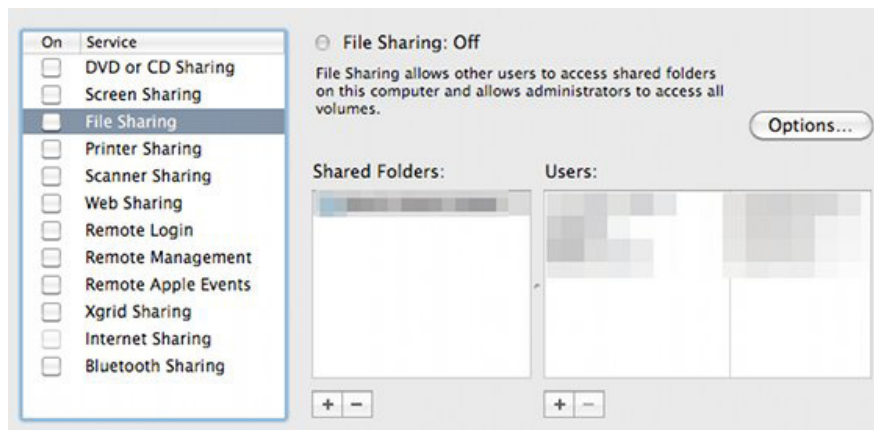 On Service
DVD or CD Sharing
Screen Sharing
File Sharing
Printer Sharing
Scanner Sharing
Web Sharing
Remote Login
Remote Management
Remote Apple Events
Xgrid Sharing
Internet Sharing
Bluetooth Sharing
File Sharing: Off
File Sharing allows other users to access shared folders
on this computer and allows administrators to access all
volumes.
Options...
Shared Folders:
Users:
+ −
+ −